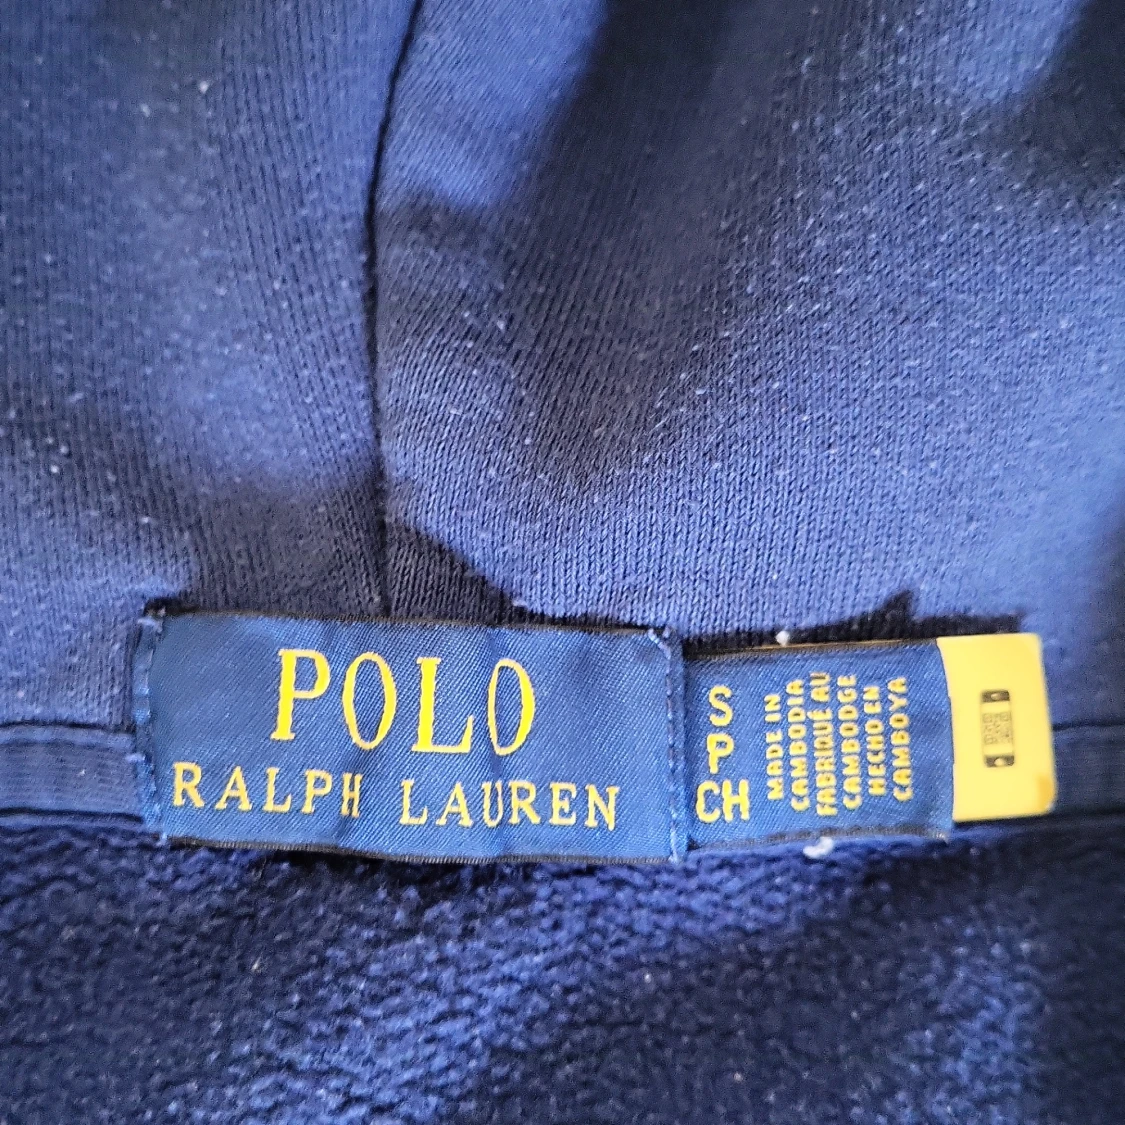 POLO
RALPH LAUREN
S
P
CH
MADE IN
CAMBODIA
FABRIQUÉ AU
CAMBODGE
HECHO EN
CAMBOYA